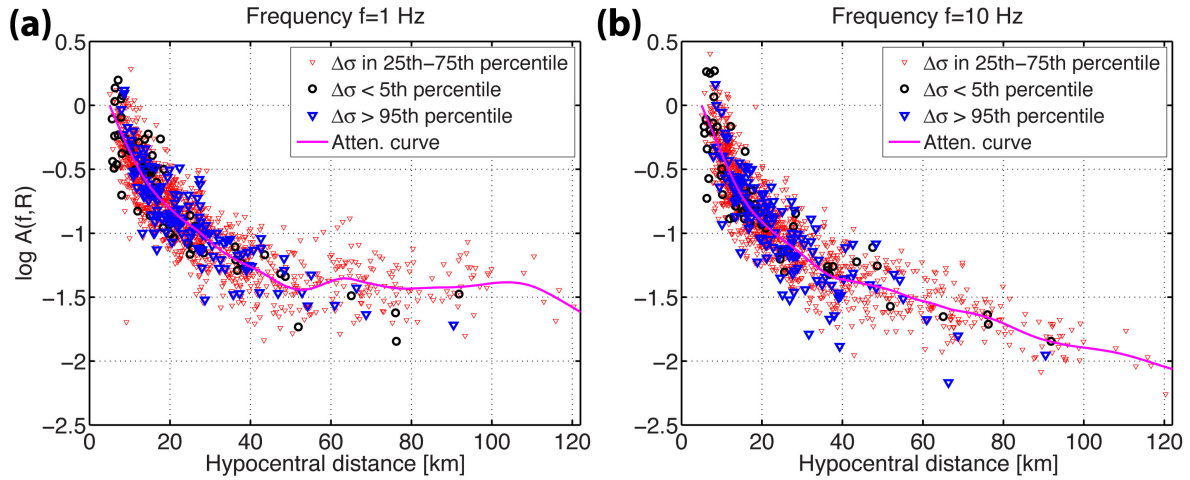 (a)
Frequency f=1 Hz
Δσ in 25th−75th percentile
Δσ < 5th percentile
Δσ > 95th percentile
Atten. curve
log A(f,R)
0.5
0
−0.5
−1
−1.5
−2
−2.5
0 20 40 60 80 100 120
Hypocentral distance [km]
(b)
Frequency f=10 Hz
Δσ in 25th−75th percentile
Δσ < 5th percentile
Δσ > 95th percentile
Atten. curve
0.5
0
−0.5
−1
−1.5
−2
−2.5
0 20 40 60 80 100 120
Hypocentral distance [km]